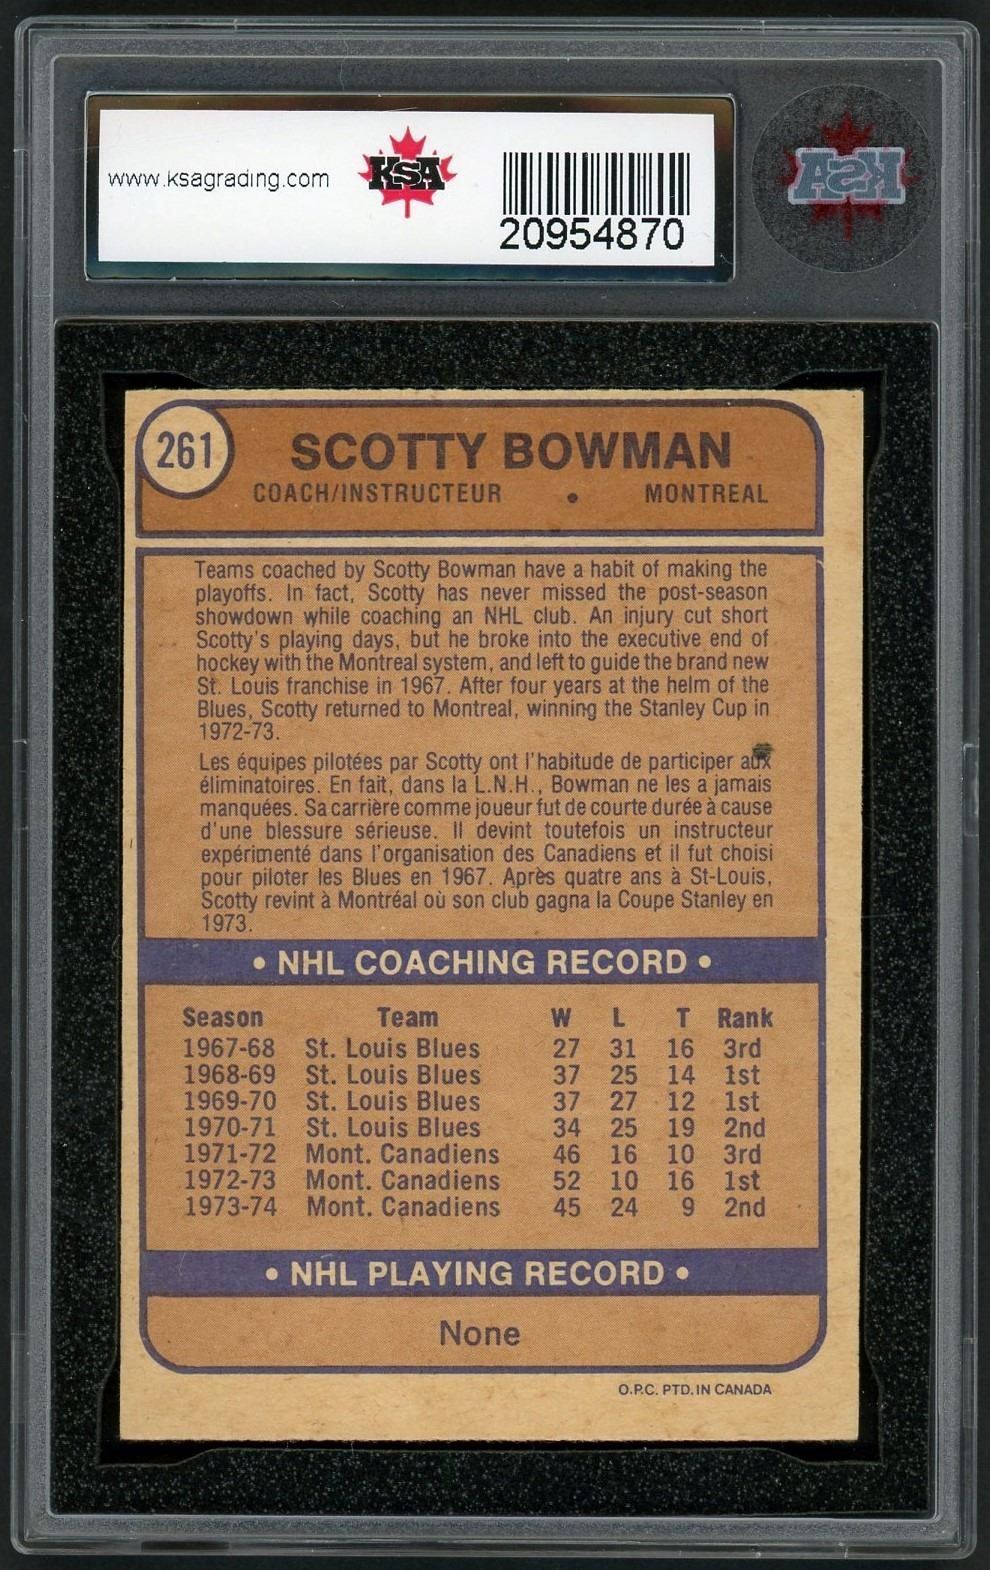 www.ksagrading.com
KSA
20954870
KSA
261
SCOTTY BOWMAN
COACH/INSTRUCTEUR • MONTREAL
Teams coached by Scotty Bowman have a habit of making the
playoffs. In fact, Scotty has never missed the post-season
showdown while coaching an NHL club. An injury cut short
Scotty's playing days, but he broke into the executive end of
hockey with the Montreal system, and left to guide the brand new
St. Louis franchise in 1967. After four years at the helm of the
Blues, Scotty returned to Montreal, winning the Stanley Cup in
1972-73.
Les équipes pilotées par Scotty ont l'habitude de participer aux
éliminatoires. En fait, dans la L.N.H., Bowman ne les a jamais
manquées. Sa carrière comme joueur fut de courte durée à cause
d'une blessure sérieuse. Il devint toutefois un instructeur
expérimenté dans l'organisation des Canadiens et il fut choisi
pour piloter les Blues en 1967. Après quatre ans à St-Louis,
Scotty revint à Montréal où son club gagna la Coupe Stanley en
1973.
• NHL COACHING RECORD •
Season Team W L T Rank
1967-68 St. Louis Blues 27 31 16 3rd
1968-69 St. Louis Blues 37 25 14 1st
1969-70 St. Louis Blues 37 27 12 1st
1970-71 St. Louis Blues 34 25 19 2nd
1971-72 Mont. Canadiens 46 16 10 3rd
1972-73 Mont. Canadiens 52 10 16 1st
1973-74 Mont. Canadiens 45 24 9 2nd
• NHL PLAYING RECORD •
None
O.P.C. PTD. IN CANADA